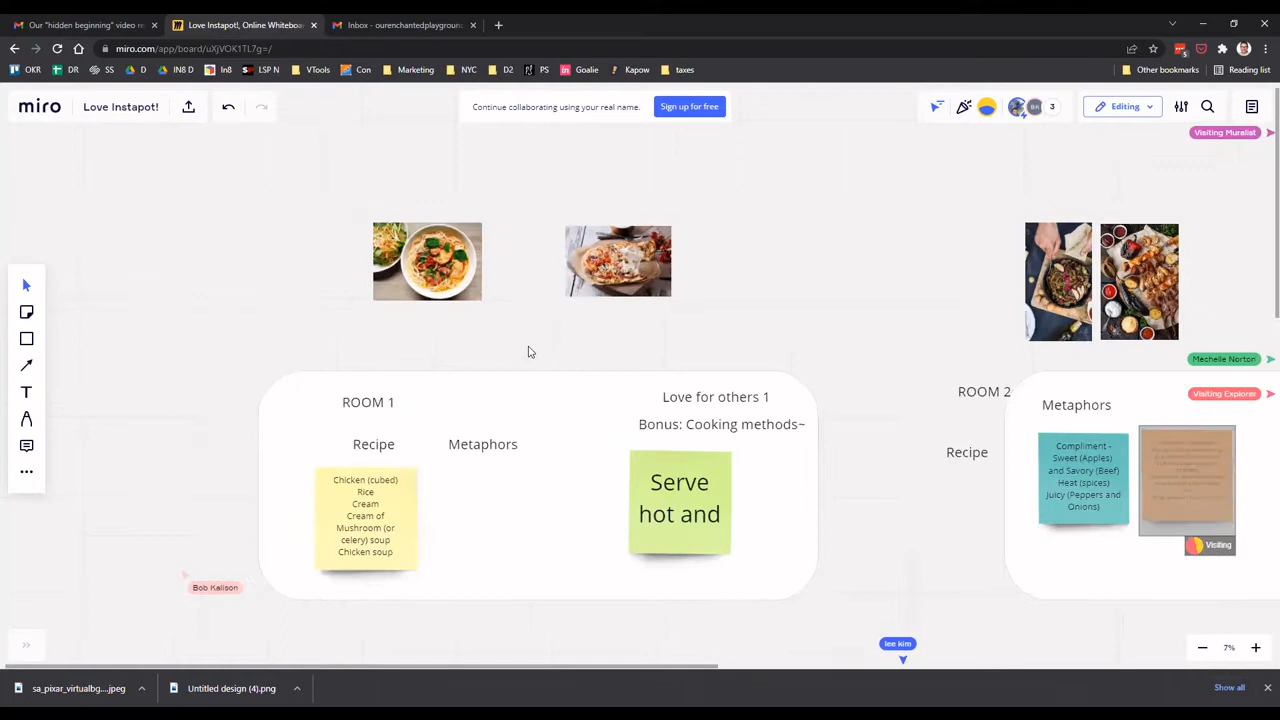 Our "hidden beginning" video re
Love Instapot!, Online Whiteboa
Inbox - ourenchantedplaygroun
miro.com/app/board/uXjVOK1TL7g=/
OKR DR SS D IN8 D In8 LSP N VTools Con Marketing NYC D2 PS Goalie Kapow taxes Other bookmarks Reading list
miro Love Instapot! Continue collaborating using your real name. Sign up for free 3 Editing
Visiting Muralist
Mechelle Norton
Visiting Explorer
ROOM 1
Recipe
Metaphors
Chicken (cubed)
Rice
Cream
Cream of
Mushroom (or
celery) soup
Chicken soup
Love for others 1
Bonus: Cooking methods~
Serve
hot and
ROOM 2
Recipe
Metaphors
Compliment -
Sweet (Apples)
and Savory (Beef)
Heat (spices)
Juicy (Peppers and
Onions)
Visiting
Bob Kalison
lee kim
7%
sa_pixar_virtualbg....jpeg
Untitled design (4).png
Show all